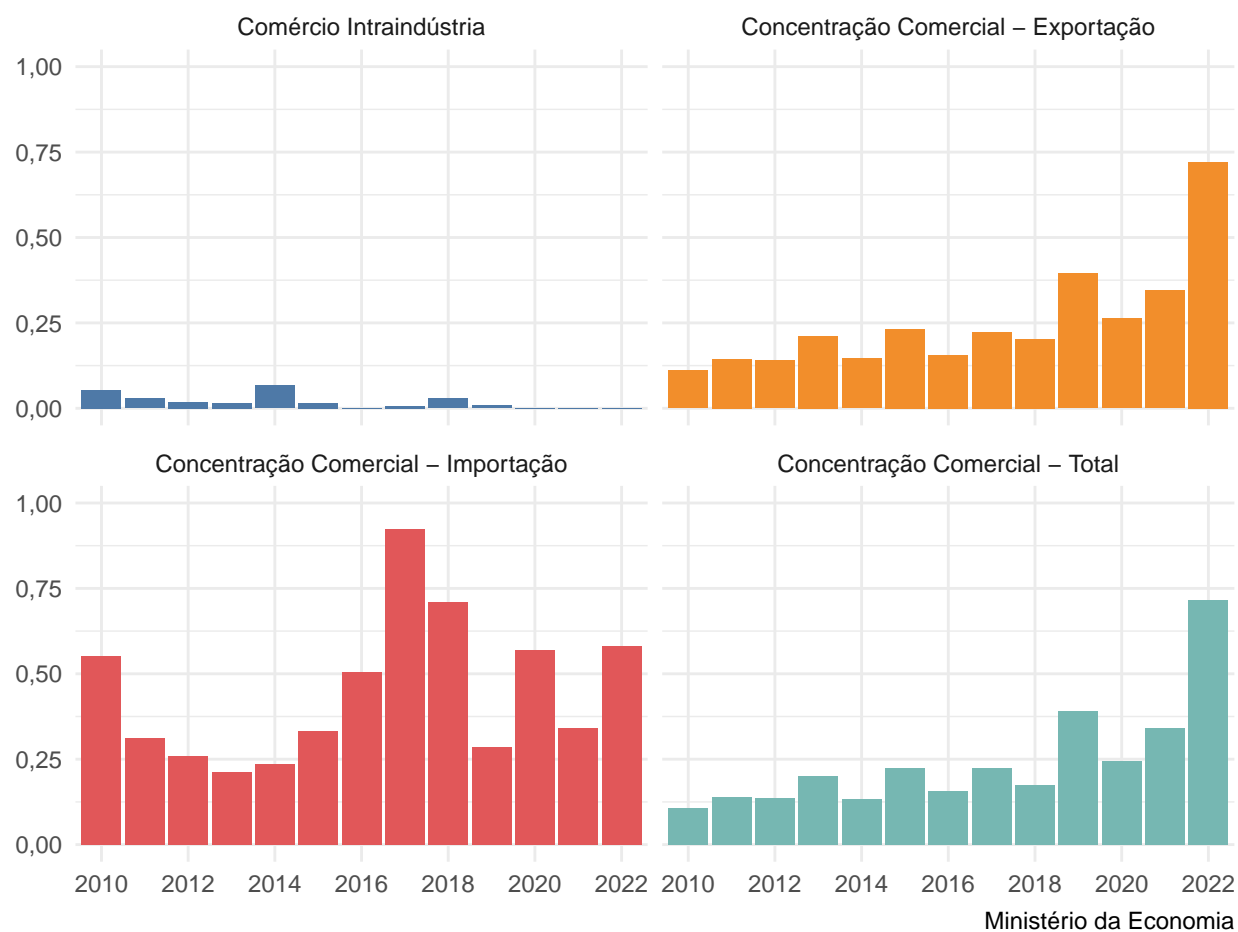 Comércio Intraindústria
Concentração Comercial – Exportação
1,00
0,75
0,50
0,25
0,00
Concentração Comercial – Importação
Concentração Comercial – Total
1,00
0,75
0,50
0,25
0,00
2010 2012 2014 2016 2018 2020 2022
2010 2012 2014 2016 2018 2020 2022
Ministério da Economia